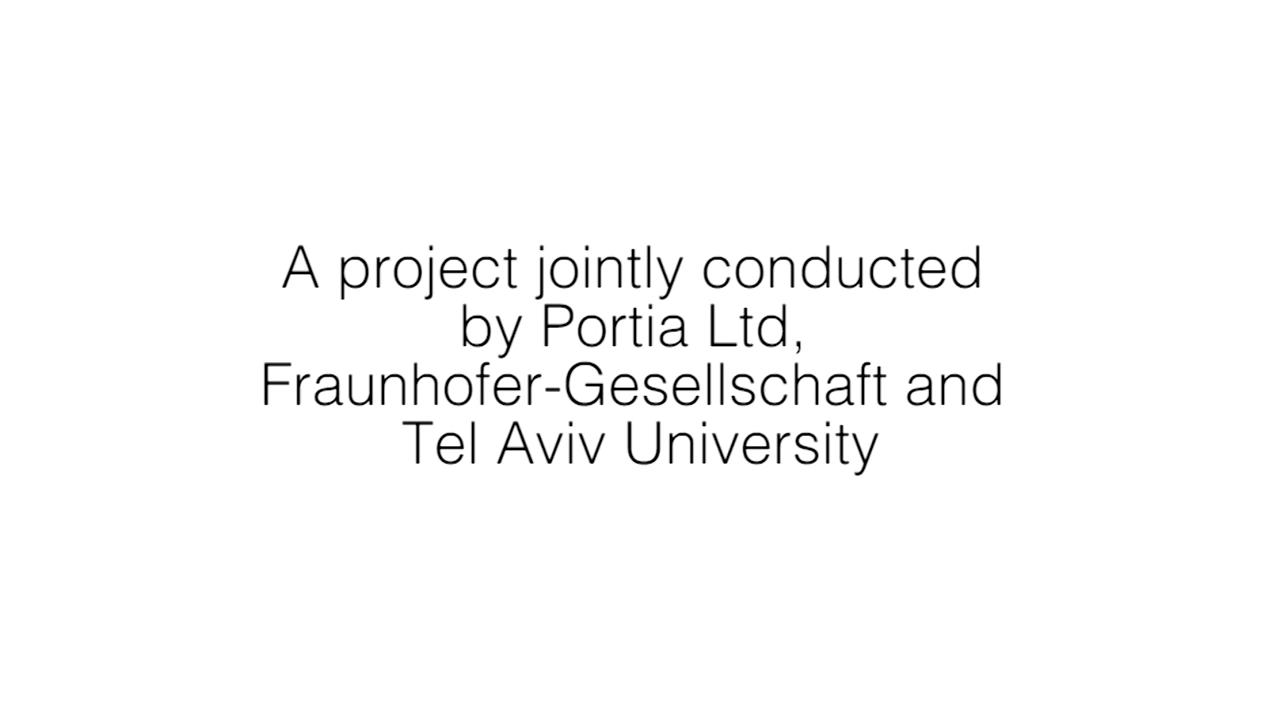 A project jointly conducted
by Portia Ltd,
Fraunhofer-Gesellschaft and
Tel Aviv University